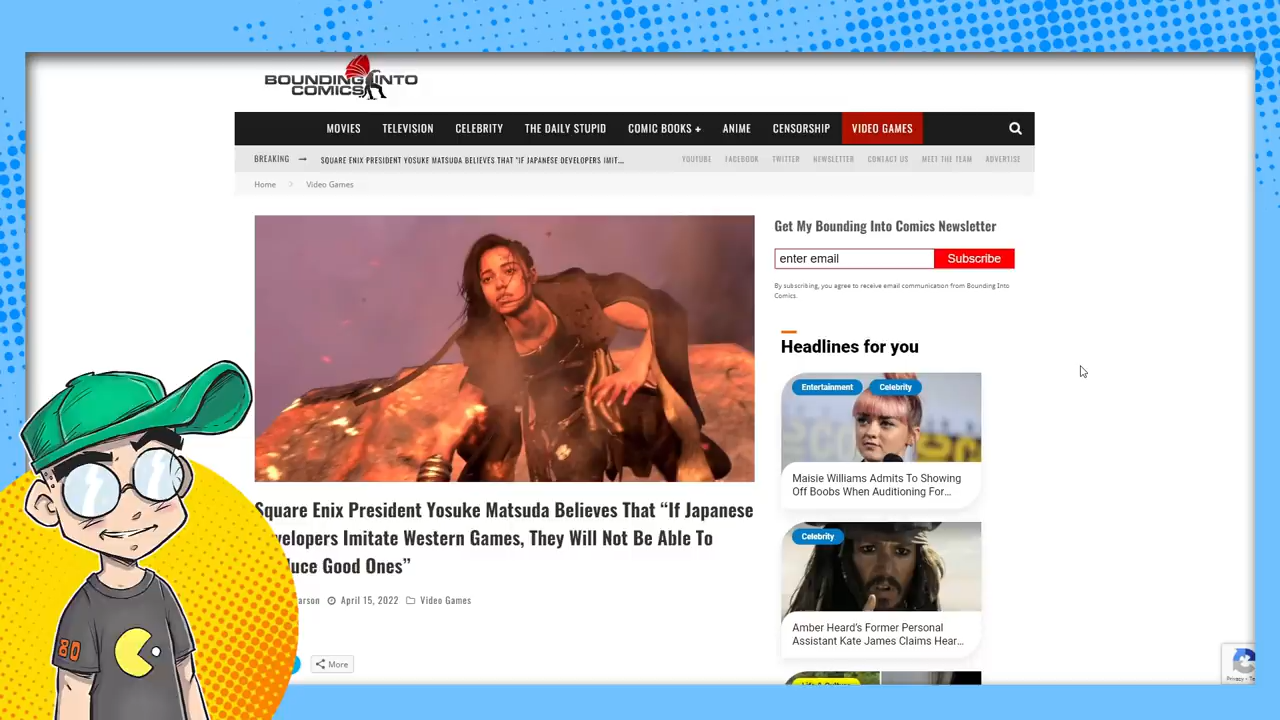 BOUNDING INTO
COMICS
MOVIES TELEVISION CELEBRITY THE DAILY STUPID COMIC BOOKS + ANIME CENSORSHIP VIDEO GAMES
BREAKING → SQUARE ENIX PRESIDENT YOSUKE MATSUDA BELIEVES THAT "IF JAPANESE DEVELOPERS IMIT... YOUTUBE FACEBOOK TWITTER NEWSLETTER CONTACT US MEET THE TEAM ADVERTISE
Home > Video Games
Square Enix President Yosuke Matsuda Believes That “If Japanese
elopers Imitate Western Games, They Will Not Be Able To
uce Good Ones”
arson April 15, 2022 Video Games
More
Get My Bounding Into Comics Newsletter
enter email Subscribe
By subscribing, you agree to receive email communication from Bounding Into
Comics.
Headlines for you
Entertainment Celebrity
Maisie Williams Admits To Showing
Off Boobs When Auditioning For...
Celebrity
Amber Heard's Former Personal
Assistant Kate James Claims Hear...
80